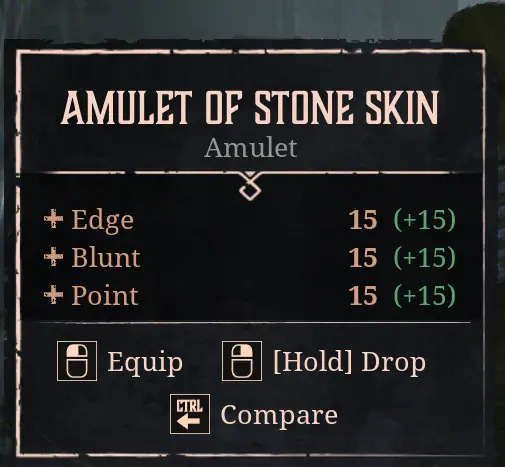 AMULET OF STONE SKIN
Amulet
Edge 15 (+15)
Blunt 15 (+15)
Point 15 (+15)
Equip [Hold] Drop
CTRL Compare